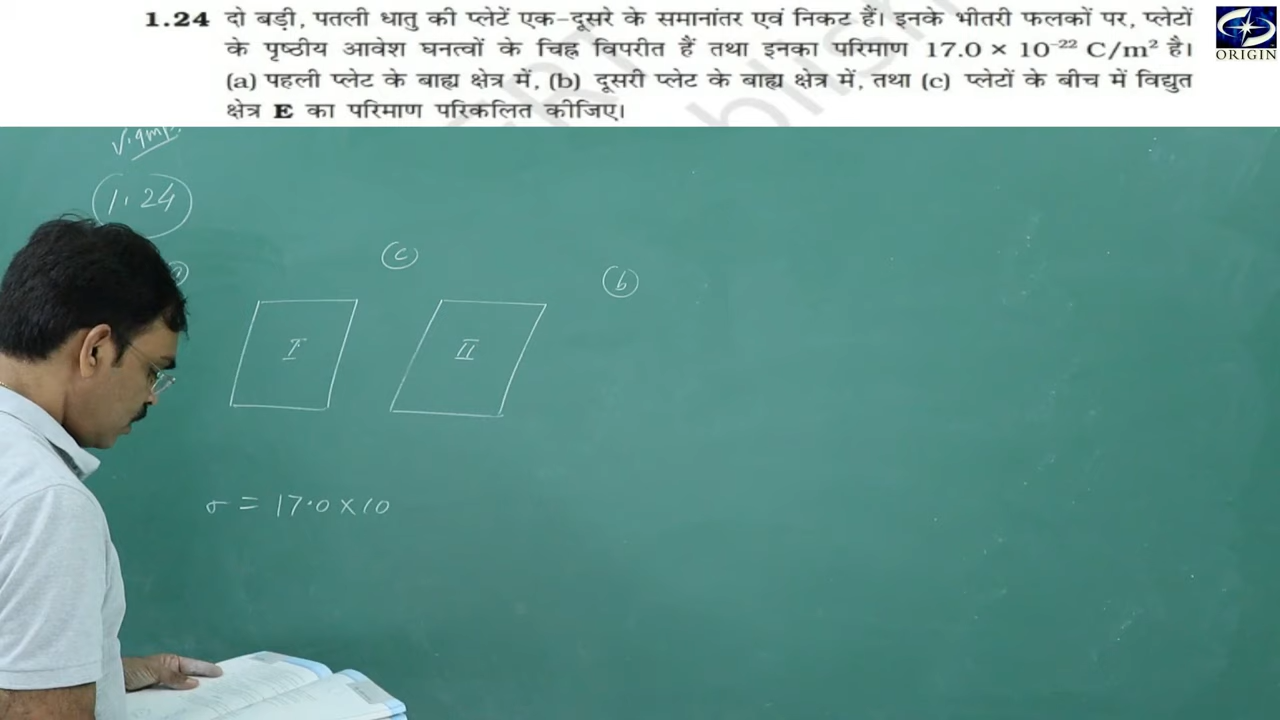 1.24 दो बड़ी, पतली धातु की प्लेटें एक-दूसरे के समानांतर एवं निकट हैं। इनके भीतरी फलकों पर, प्लेटों
के पृष्ठीय आवेश घनत्वों के चिह्न विपरीत हैं तथा इनका परिमाण 17.0 × 10⁻²² C/m² है।
(a) पहली प्लेट के बाह्य क्षेत्र में, (b) दूसरी प्लेट के बाह्य क्षेत्र में, तथा (c) प्लेटों के बीच में विद्युत
क्षेत्र E का परिमाण परिकलित कीजिए।
ORIGIN
V.Imp.
1.24
c
b
I
II
σ = 17.0 × 10